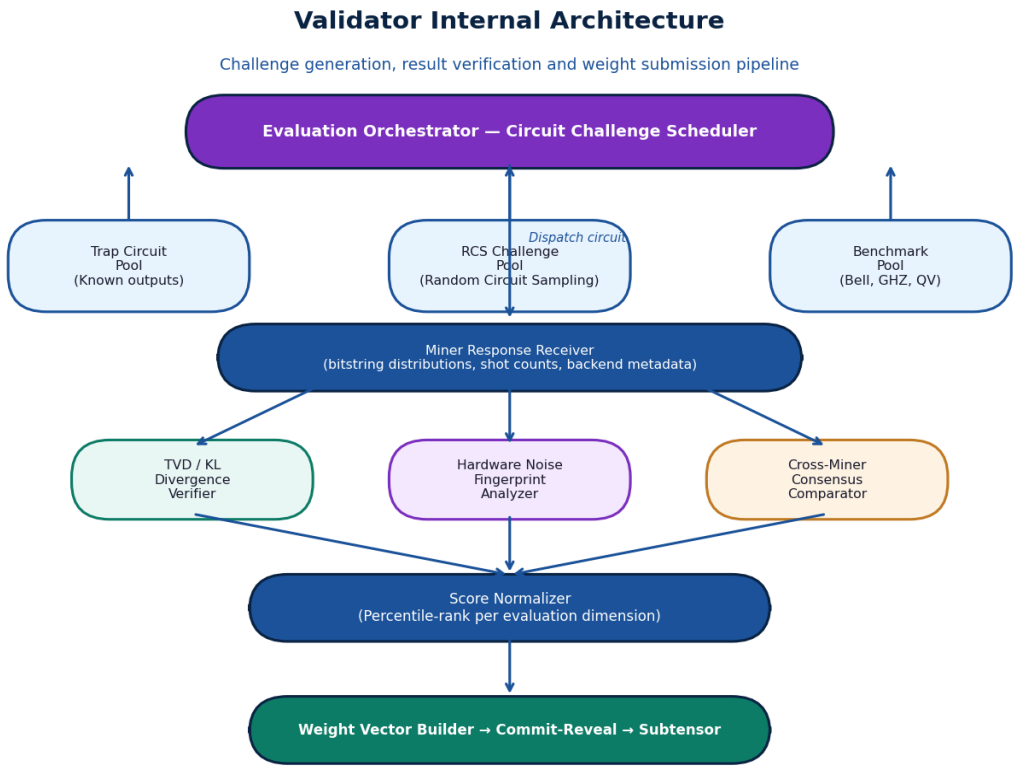 Validator Internal Architecture
Challenge generation, result verification and weight submission pipeline
Evaluation Orchestrator — Circuit Challenge Scheduler
Trap Circuit
Pool
(Known outputs)
Dispatch circuit
RCS Challenge
Pool
(Random Circuit Sampling)
Benchmark
Pool
(Bell, GHZ, QV)
Miner Response Receiver
(bitstring distributions, shot counts, backend metadata)
TVD / KL
Divergence
Verifier
Hardware Noise
Fingerprint
Analyzer
Cross-Miner
Consensus
Comparator
Score Normalizer
(Percentile-rank per evaluation dimension)
Weight Vector Builder → Commit-Reveal → Subtensor